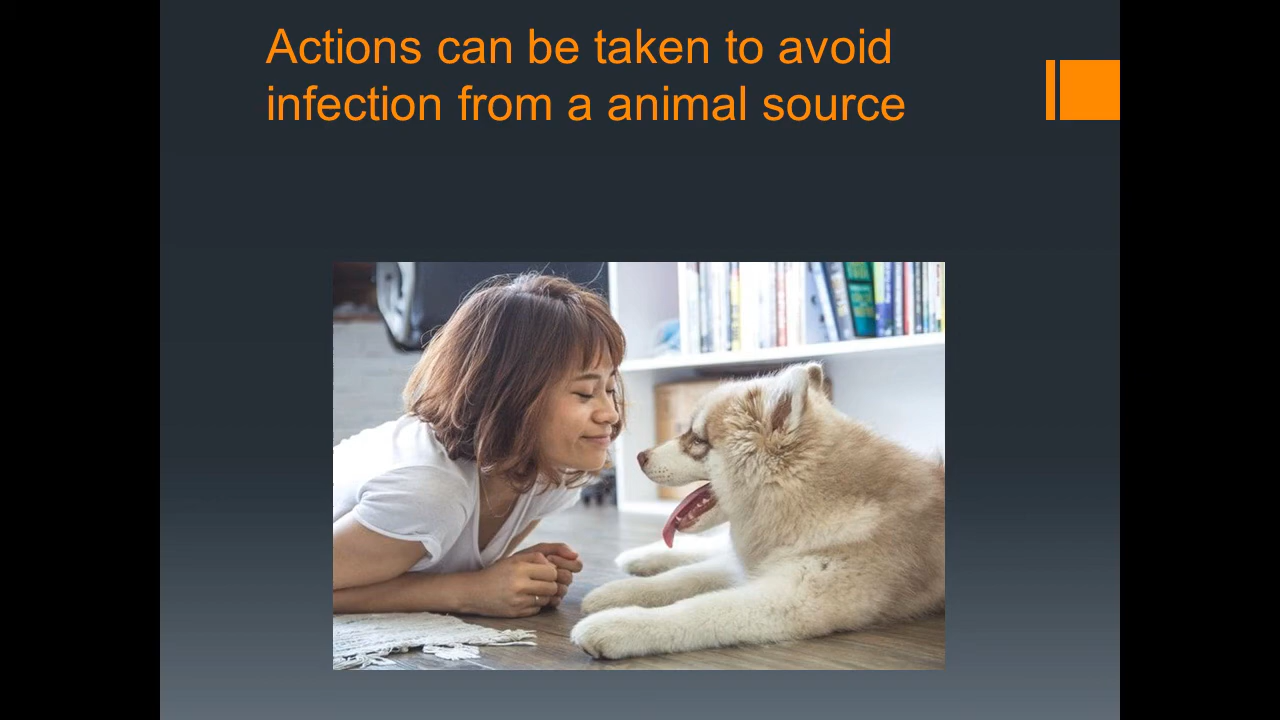 Actions can be taken to avoid
infection from a animal source